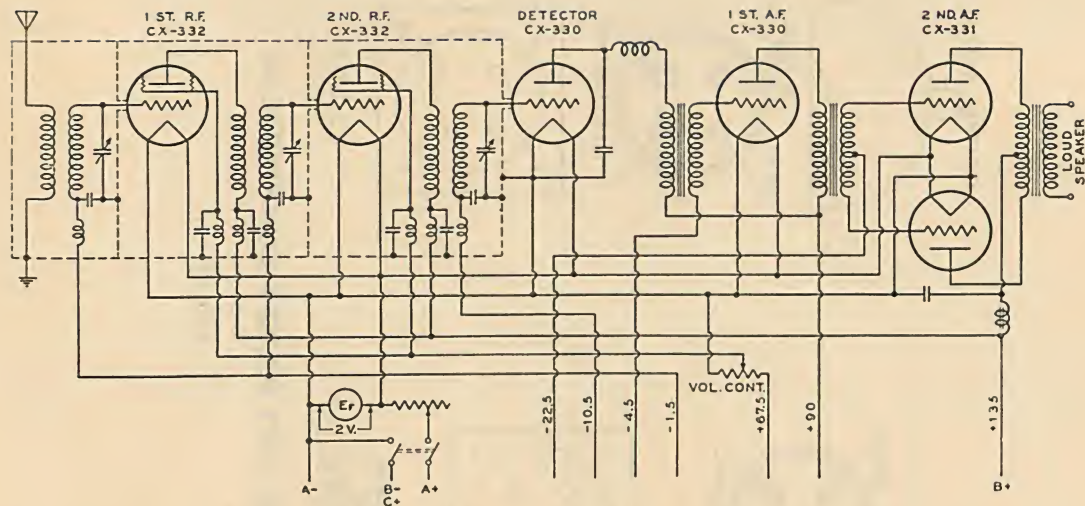 1 ST. R.F.
CX-332
2 ND. R.F.
CX-332
DETECTOR
CX-330
1 ST. A.F.
CX-330
2 ND. A.F.
CX-331
LOUD
SPEAKER
VOL. CONT.
Ef
2 V.
-22.5
-10.5
-4.5
-1.5
+67.5
+90
+135
A-
B-
C+
A+
B+